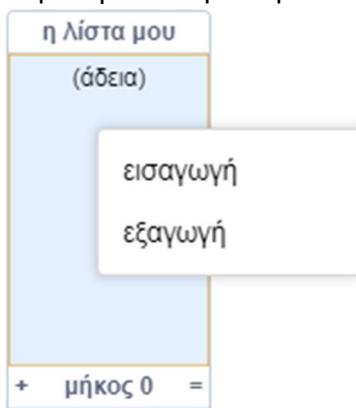 η λίστα μου
(άδεια)
εισαγωγή
εξαγωγή
+ μήκος 0 =